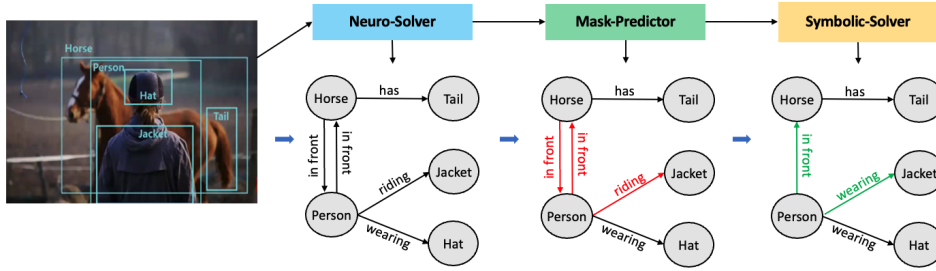 Neuro-Solver
Mask-Predictor
Symbolic-Solver
Horse
Person
Hat
Tail
Jacket
Horse
has
Tail
in front
in front
Person
riding
Jacket
wearing
Hat
Horse
has
Tail
in front
in front
Person
riding
Jacket
wearing
Hat
Horse
has
Tail
in front
Person
wearing
Jacket
wearing
Hat